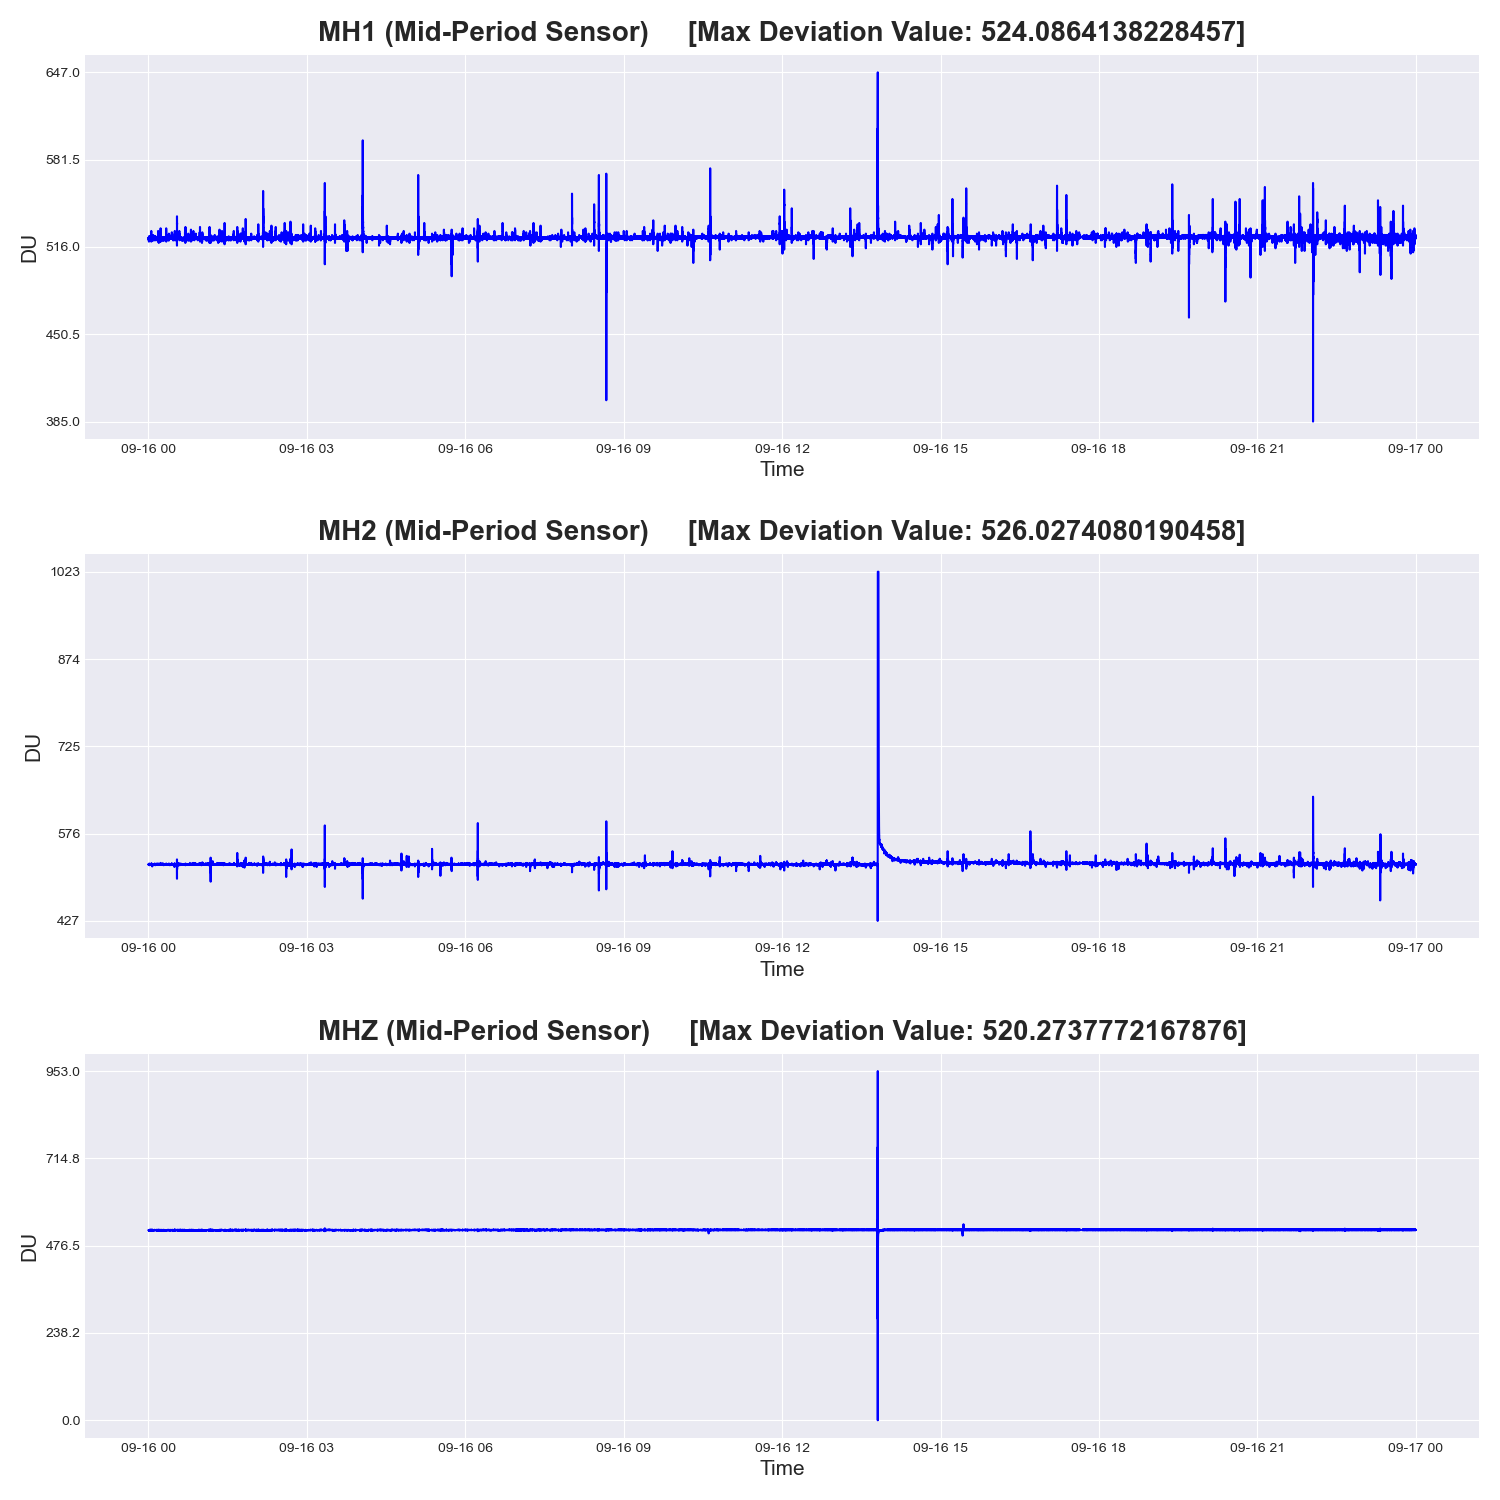 MH1 (Mid-Period Sensor) [Max Deviation Value: 524.0864138228457]
647.0
581.5
516.0
450.5
385.0
DU
09-16 00 09-16 03 09-16 06 09-16 09 09-16 12 09-16 15 09-16 18 09-16 21 09-17 00
Time
MH2 (Mid-Period Sensor) [Max Deviation Value: 526.0274080190458]
1023
874
725
576
427
DU
09-16 00 09-16 03 09-16 06 09-16 09 09-16 12 09-16 15 09-16 18 09-16 21 09-17 00
Time
MHZ (Mid-Period Sensor) [Max Deviation Value: 520.2737772167876]
953.0
714.8
476.5
238.2
0.0
DU
09-16 00 09-16 03 09-16 06 09-16 09 09-16 12 09-16 15 09-16 18 09-16 21 09-17 00
Time